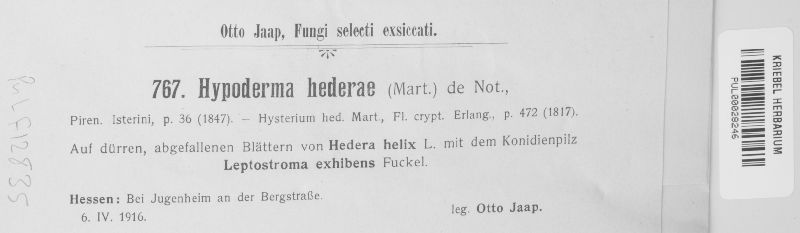 Otto Jaap, Fungi selecti exsiccati.
767. Hypoderma hederae (Mart.) de Not.,
Piren. Isterini, p. 36 (1847). — Hysterium hed. Mart., Fl. crypt. Erlang., p. 472 (1817).
Auf dürren, abgefallenen Blättern von Hedera helix L. mit dem Konidienpilz
Leptostroma exhibens Fuckel.
Hessen: Bei Jugenheim an der Bergstraße.
6. IV. 1916.
leg. Otto Jaap.
PUL F12835
KRIEBEL HERBARIUM
PUL00028246